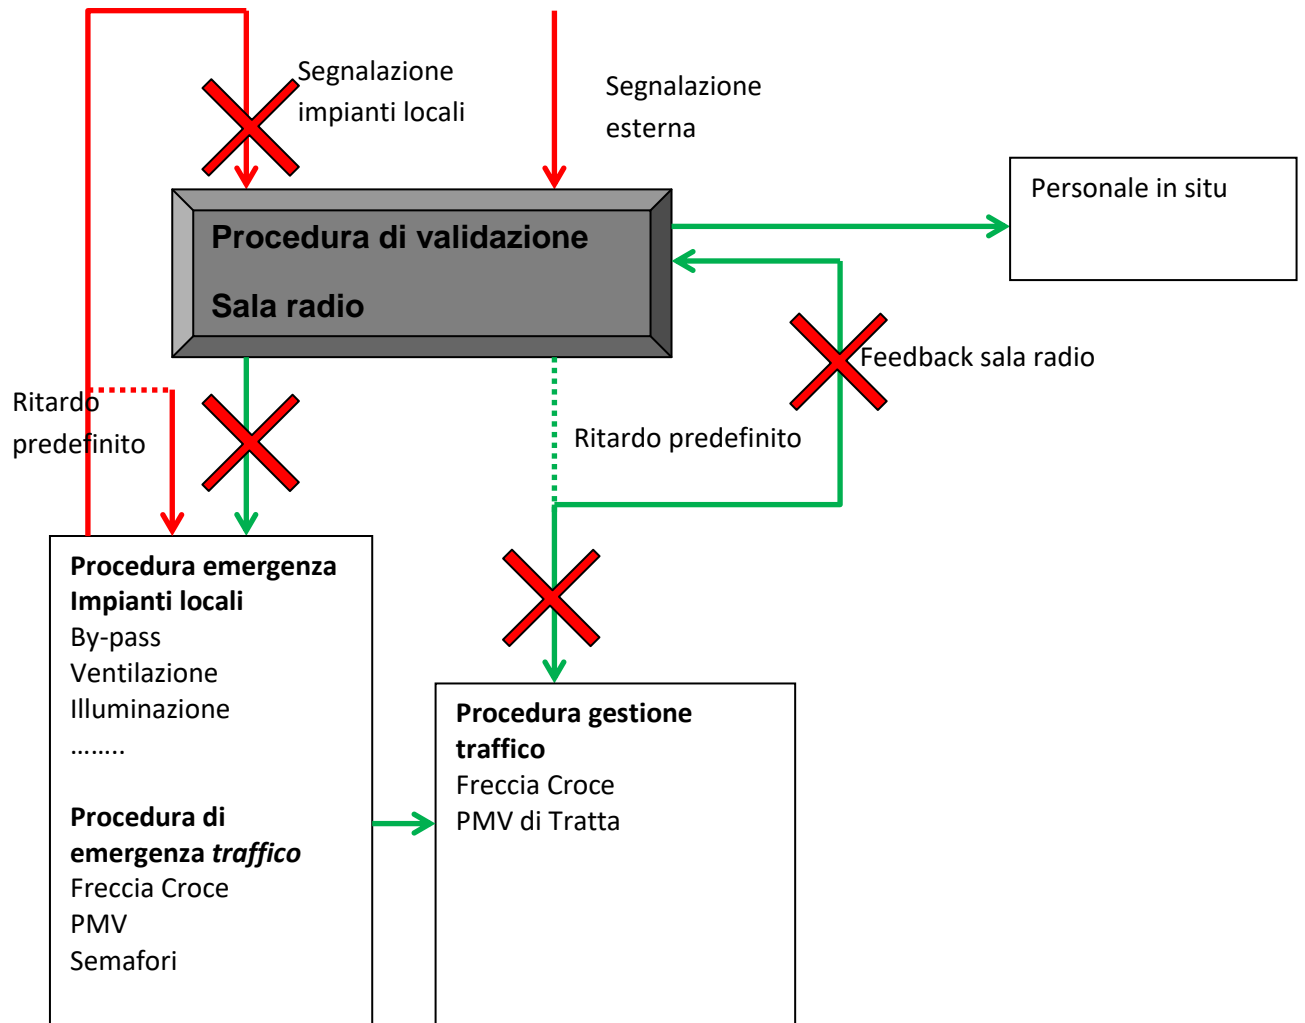 Segnalazione
impianti locali
Segnalazione
esterna
Personale in situ
Procedura di validazione
Sala radio
Feedback sala radio
Ritardo
predefinito
Ritardo predefinito
Procedura emergenza
Impianti locali
By-pass
Ventilazione
Illuminazione
……..
Procedura di
emergenza traffico
Freccia Croce
PMV
Semafori
Procedura gestione
traffico
Freccia Croce
PMV di Tratta